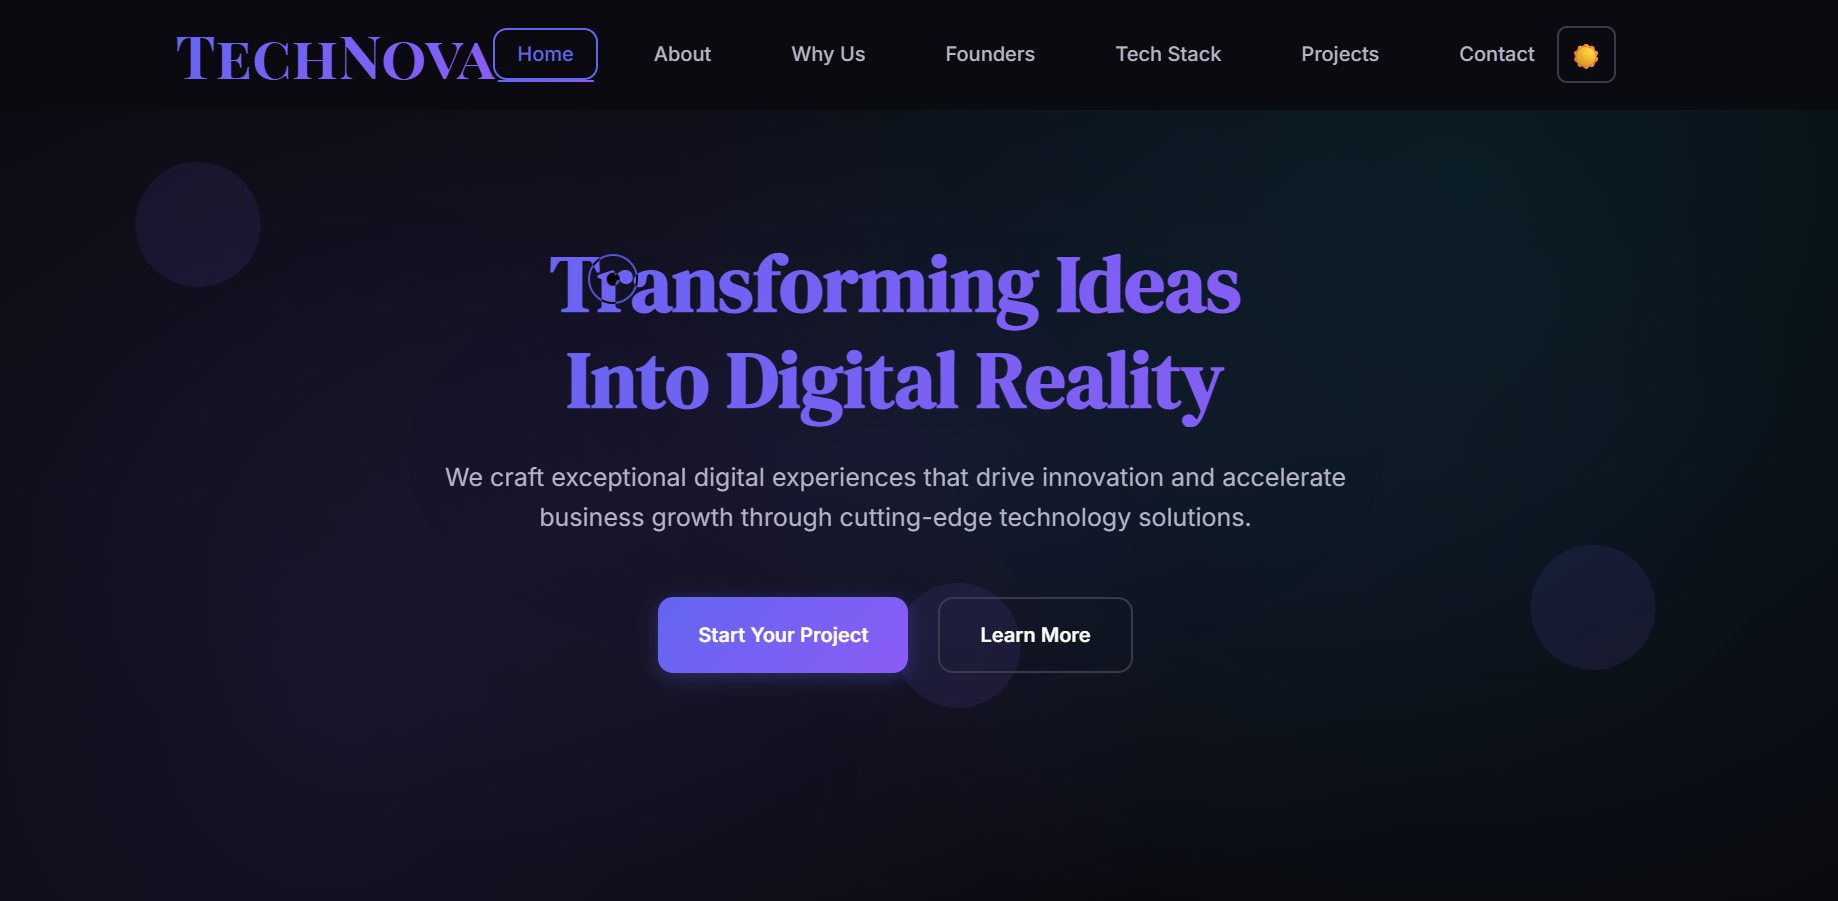 TECHNOVA
Home
About
Why Us
Founders
Tech Stack
Projects
Contact
Transforming Ideas
Into Digital Reality
We craft exceptional digital experiences that drive innovation and accelerate
business growth through cutting-edge technology solutions.
Start Your Project
Learn More